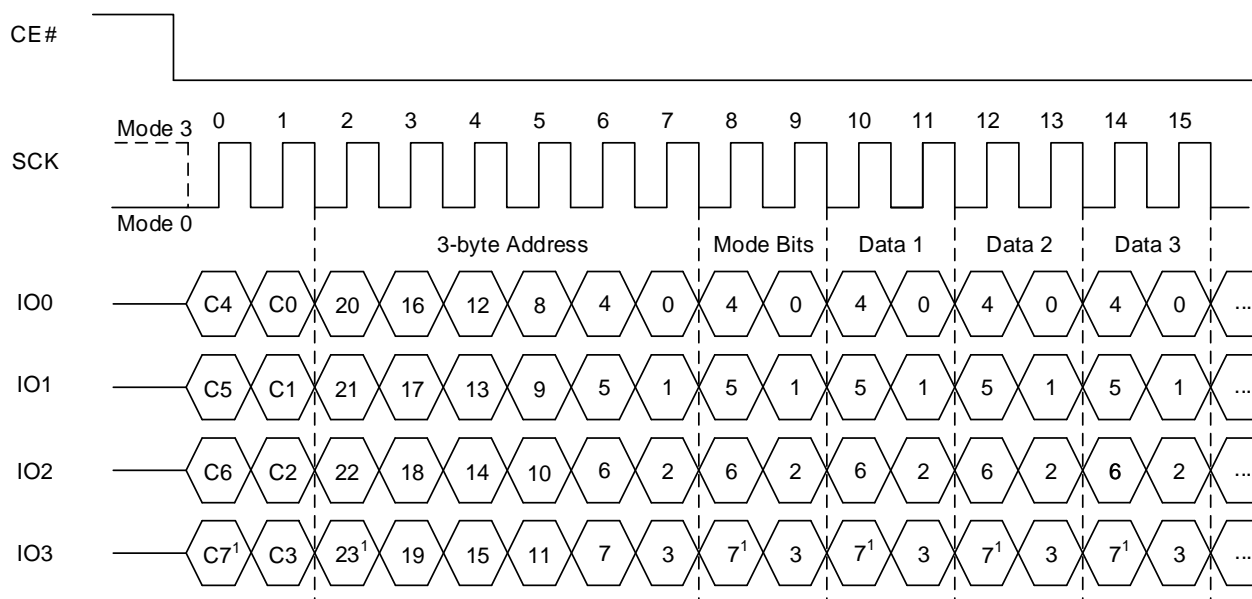 CE#
Mode 3 0 1 2 3 4 5 6 7 8 9 10 11 12 13 14 15
SCK
Mode 0
3-byte Address Mode Bits Data 1 Data 2 Data 3
IO0 C4 C0 20 16 12 8 4 0 4 0 4 0 4 0 4 0 ...
IO1 C5 C1 21 17 13 9 5 1 5 1 5 1 5 1 5 1 ...
IO2 C6 C2 22 18 14 10 6 2 6 2 6 2 6 2 6 2 ...
IO3 C7¹ C3 23¹ 19 15 11 7 3 7¹ 3 7¹ 3 7¹ 3 7¹ 3 ...